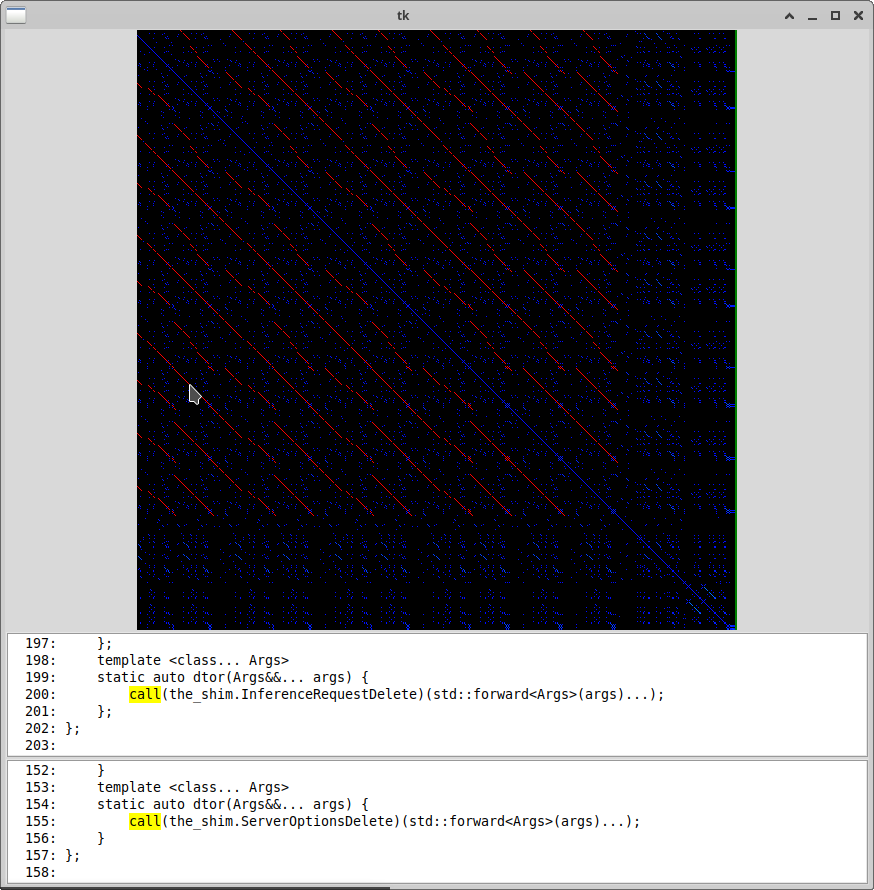 tk
197:     };
198:     template <class... Args>
199:     static auto dtor(Args&&... args) {
200:         call(the_shim.InferenceRequestDelete)(std::forward<Args>(args)...);
201:     };
202: };
203:
152:     }
153:     template <class... Args>
154:     static auto dtor(Args&&... args) {
155:         call(the_shim.ServerOptionsDelete)(std::forward<Args>(args)...);
156:     }
157: };
158: